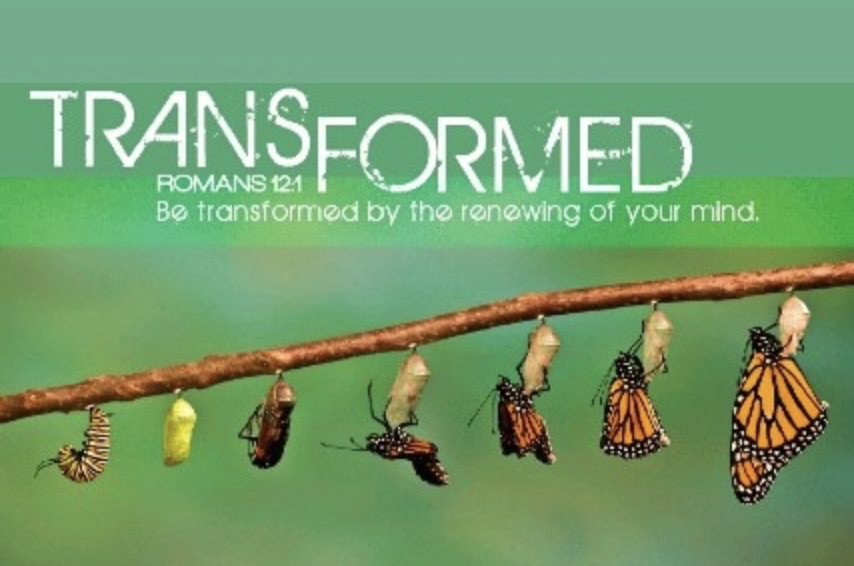 TRANSFORMED
ROMANS 12:1
Be transformed by the renewing of your mind.